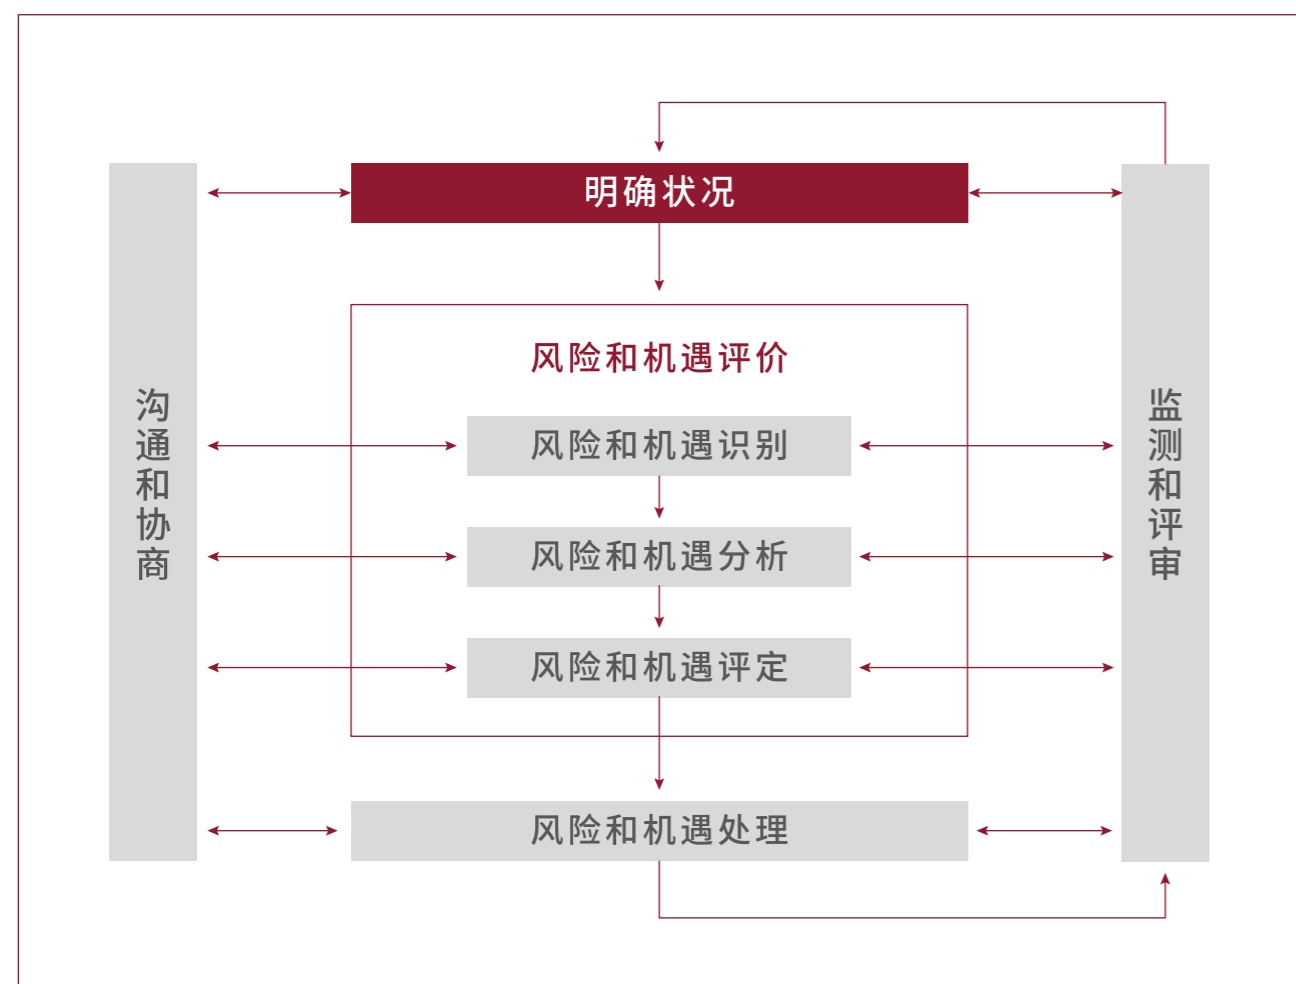 明确状况
风险和机遇评价
风险和机遇识别
风险和机遇分析
风险和机遇评定
风险和机遇处理
沟通和协商
监测和评审